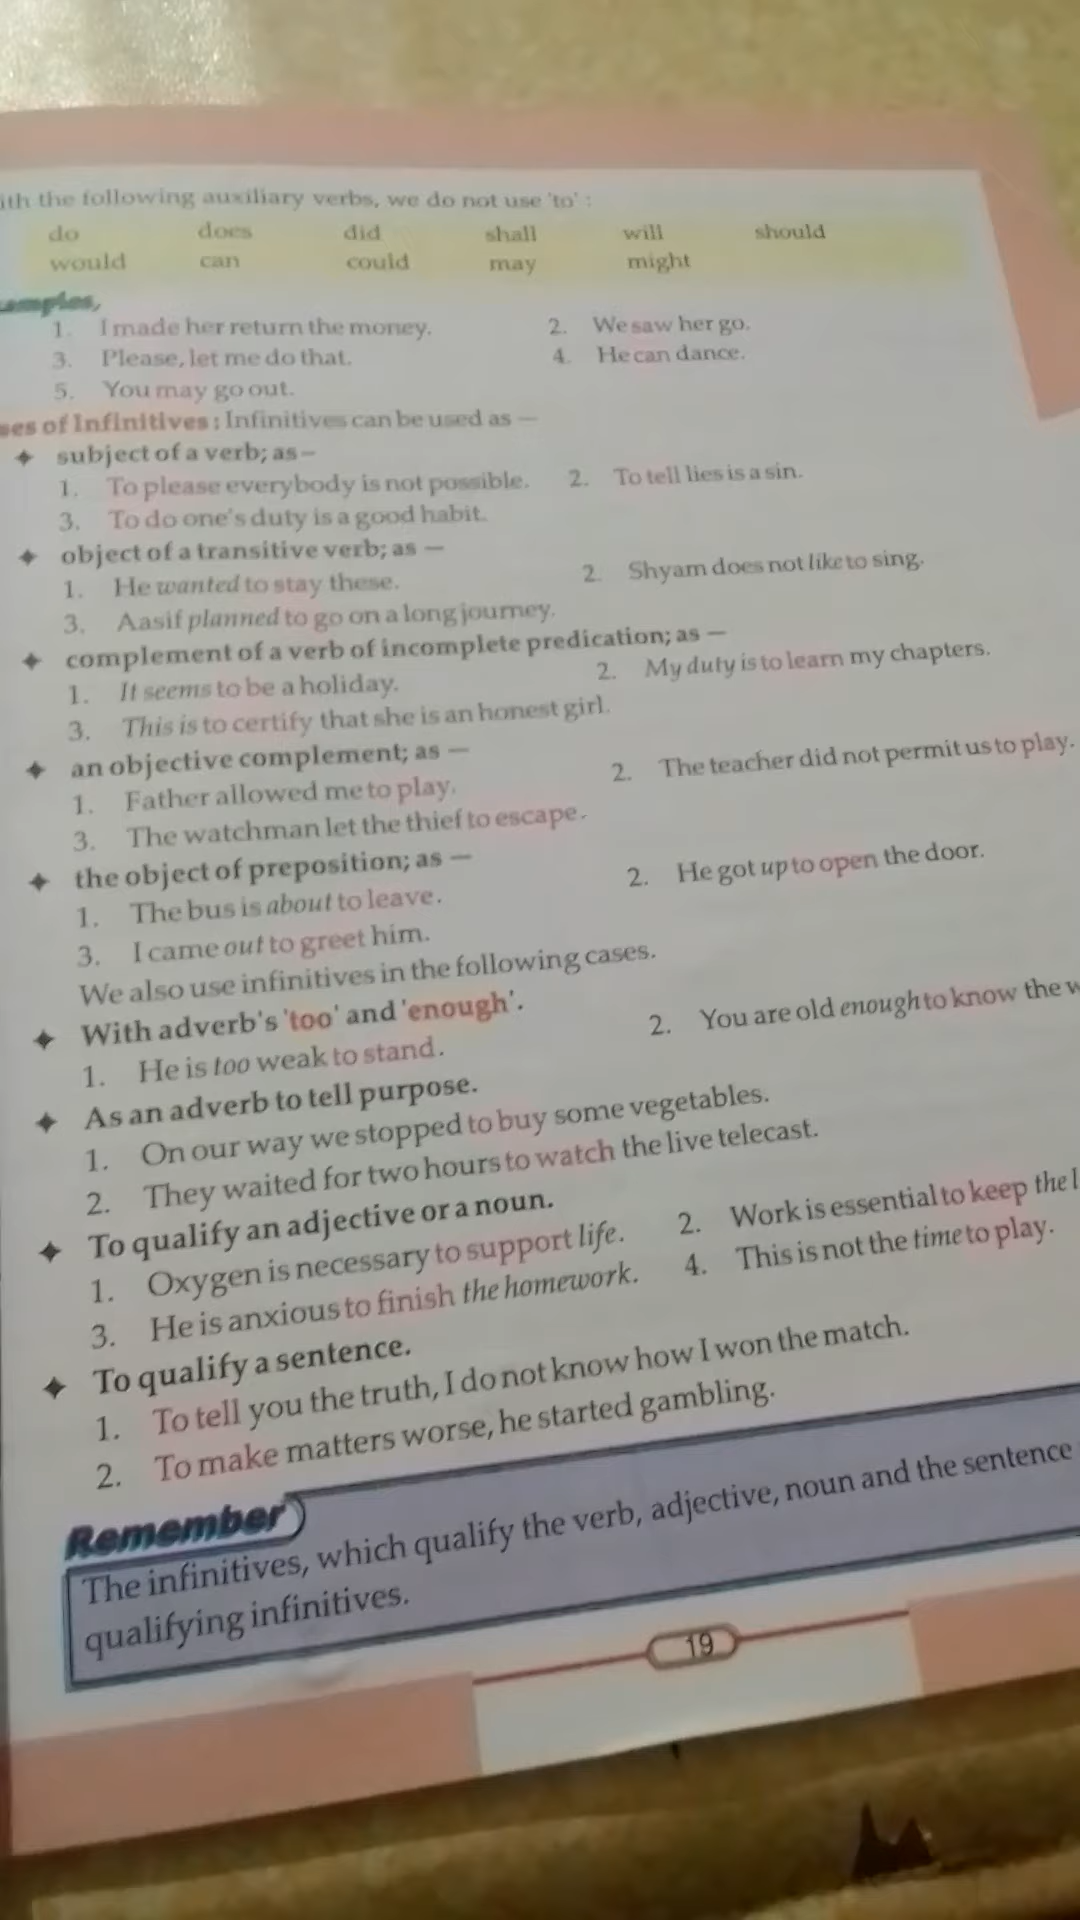 the following auxiliary verbs, we do not use 'to' :
do does did shall will should
would can could may might
1. I made her return the money. 2. We saw her go.
3. Please, let me do that. 4. He can dance.
5. You may go out.
of Infinitives : Infinitives can be used as —
✦ subject of a verb; as—
1. To please everybody is not possible. 2. To tell lies is a sin.
3. To do one's duty is a good habit.
✦ object of a transitive verb; as —
1. He wanted to stay these. 2. Shyam does not like to sing.
3. Aasif planned to go on a long journey.
✦ complement of a verb of incomplete predication; as —
1. It seems to be a holiday. 2. My duty is to learn my chapters.
3. This is to certify that she is an honest girl.
✦ an objective complement; as —
1. Father allowed me to play. 2. The teacher did not permit us to play.
3. The watchman let the thief to escape.
✦ the object of preposition; as —
1. The bus is about to leave. 2. He got up to open the door.
3. I came out to greet him.
We also use infinitives in the following cases.
✦ With adverb's 'too' and 'enough'.
1. He is too weak to stand. 2. You are old enough to know the
✦ As an adverb to tell purpose.
1. On our way we stopped to buy some vegetables.
2. They waited for two hours to watch the live telecast.
✦ To qualify an adjective or a noun.
1. Oxygen is necessary to support life. 2. Work is essential to keep the
3. He is anxious to finish the homework. 4. This is not the time to play.
✦ To qualify a sentence.
1. To tell you the truth, I do not know how I won the match.
2. To make matters worse, he started gambling.
Remember
The infinitives, which qualify the verb, adjective, noun and the sentence
qualifying infinitives.
19